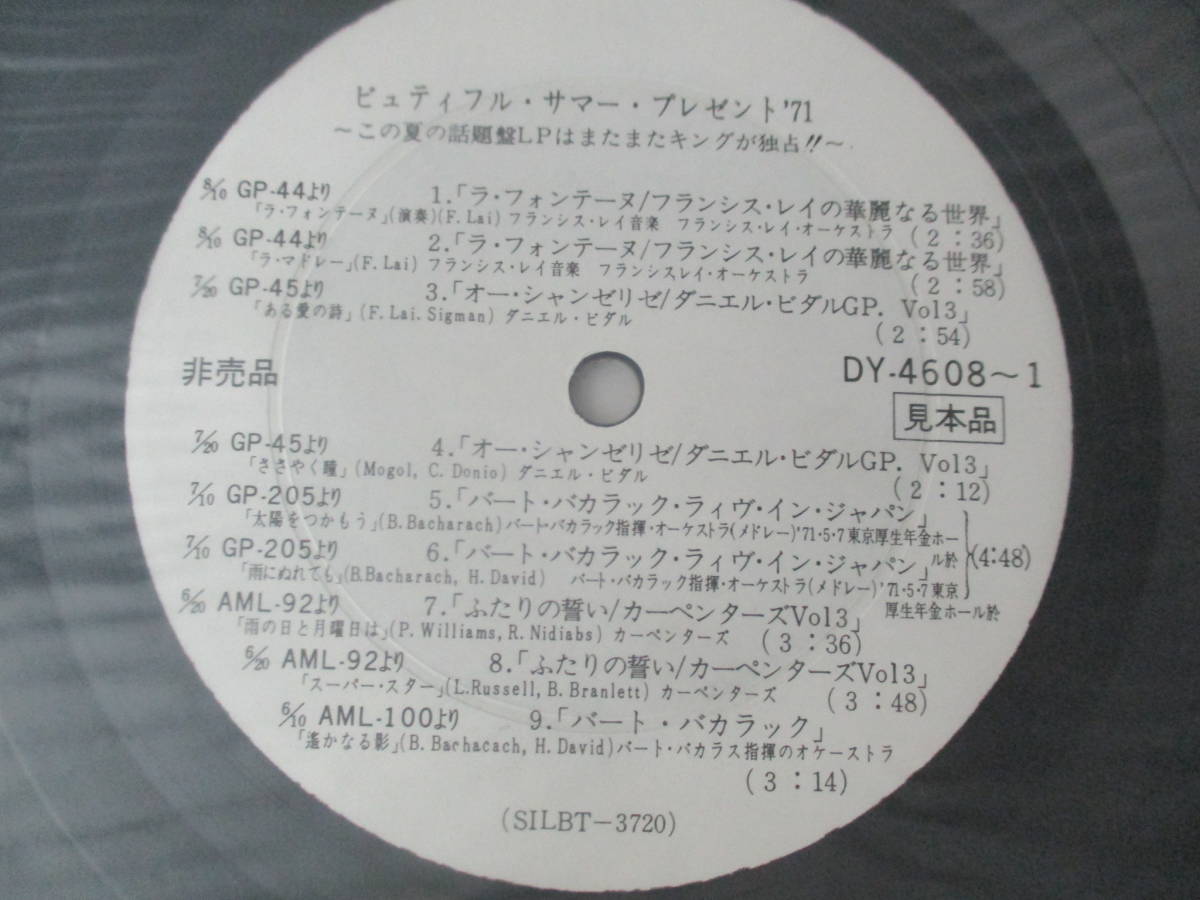 ビュティフル・サマー・プレゼント'71
～この夏の話題盤LPはまたまたキングが独占!!～
8/10 GP-44より 1.「ラ・フォンテーヌ/フランシス・レイの華麗なる世界」
「ラ・フォンテーヌ」(演奏)(F. Lai) フランシス・レイ音楽 フランシス・レイ・オーケストラ (2：36)
8/10 GP-44より 2.「ラ・フォンテーヌ/フランシス・レイの華麗なる世界」
「ラ・マドレー」(F. Lai) フランシス・レイ音楽 フランシスレイ・オーケストラ (2：58)
7/20 GP-45より 3.「オー・シャンゼリゼ/ダニエル・ビダルGP. Vol3」
「ある愛の詩」(F. Lai. Sigman) ダニエル・ビダル (2：54)
非売品 DY-4608～1
見本品
7/20 GP-45より 4.「オー・シャンゼリゼ/ダニエル・ビダルGP. Vol3」
「ささやく瞳」(Mogol, C. Donio) ダニエル・ビダル (2：12)
7/10 GP-205より 5.「バート・バカラック・ライヴ・イン・ジャパン」
「太陽をつかもう」(B. Bacharach)バート・バカラック指揮・オーケストラ(メドレー)'71・5・7東京厚生年金ホール於
7/10 GP-205より 6.「バート・バカラック・ライヴ・イン・ジャパン」 (4：48)
「雨にぬれても」(B.Bacharach, H. David) バート・バカラック指揮・オーケストラ(メドレー)'71・5・7東京厚生年金ホール於
6/20 AML-92より 7.「ふたりの誓い/カーペンターズVol3」
「雨の日と月曜日は」(P. Williams, R. Nidiabs) カーペンターズ (3：36)
6/20 AML-92より 8.「ふたりの誓い/カーペンターズVol3」
「スーパー・スター」(L.Russell, B. Branlett) カーペンターズ (3：48)
6/10 AML-100より 9.「バート・バカラック」
「遙かなる影」(B. Bachacach, H. David)バート・バカラス指揮のオケーストラ
(3：14)
(SILBT－3720)